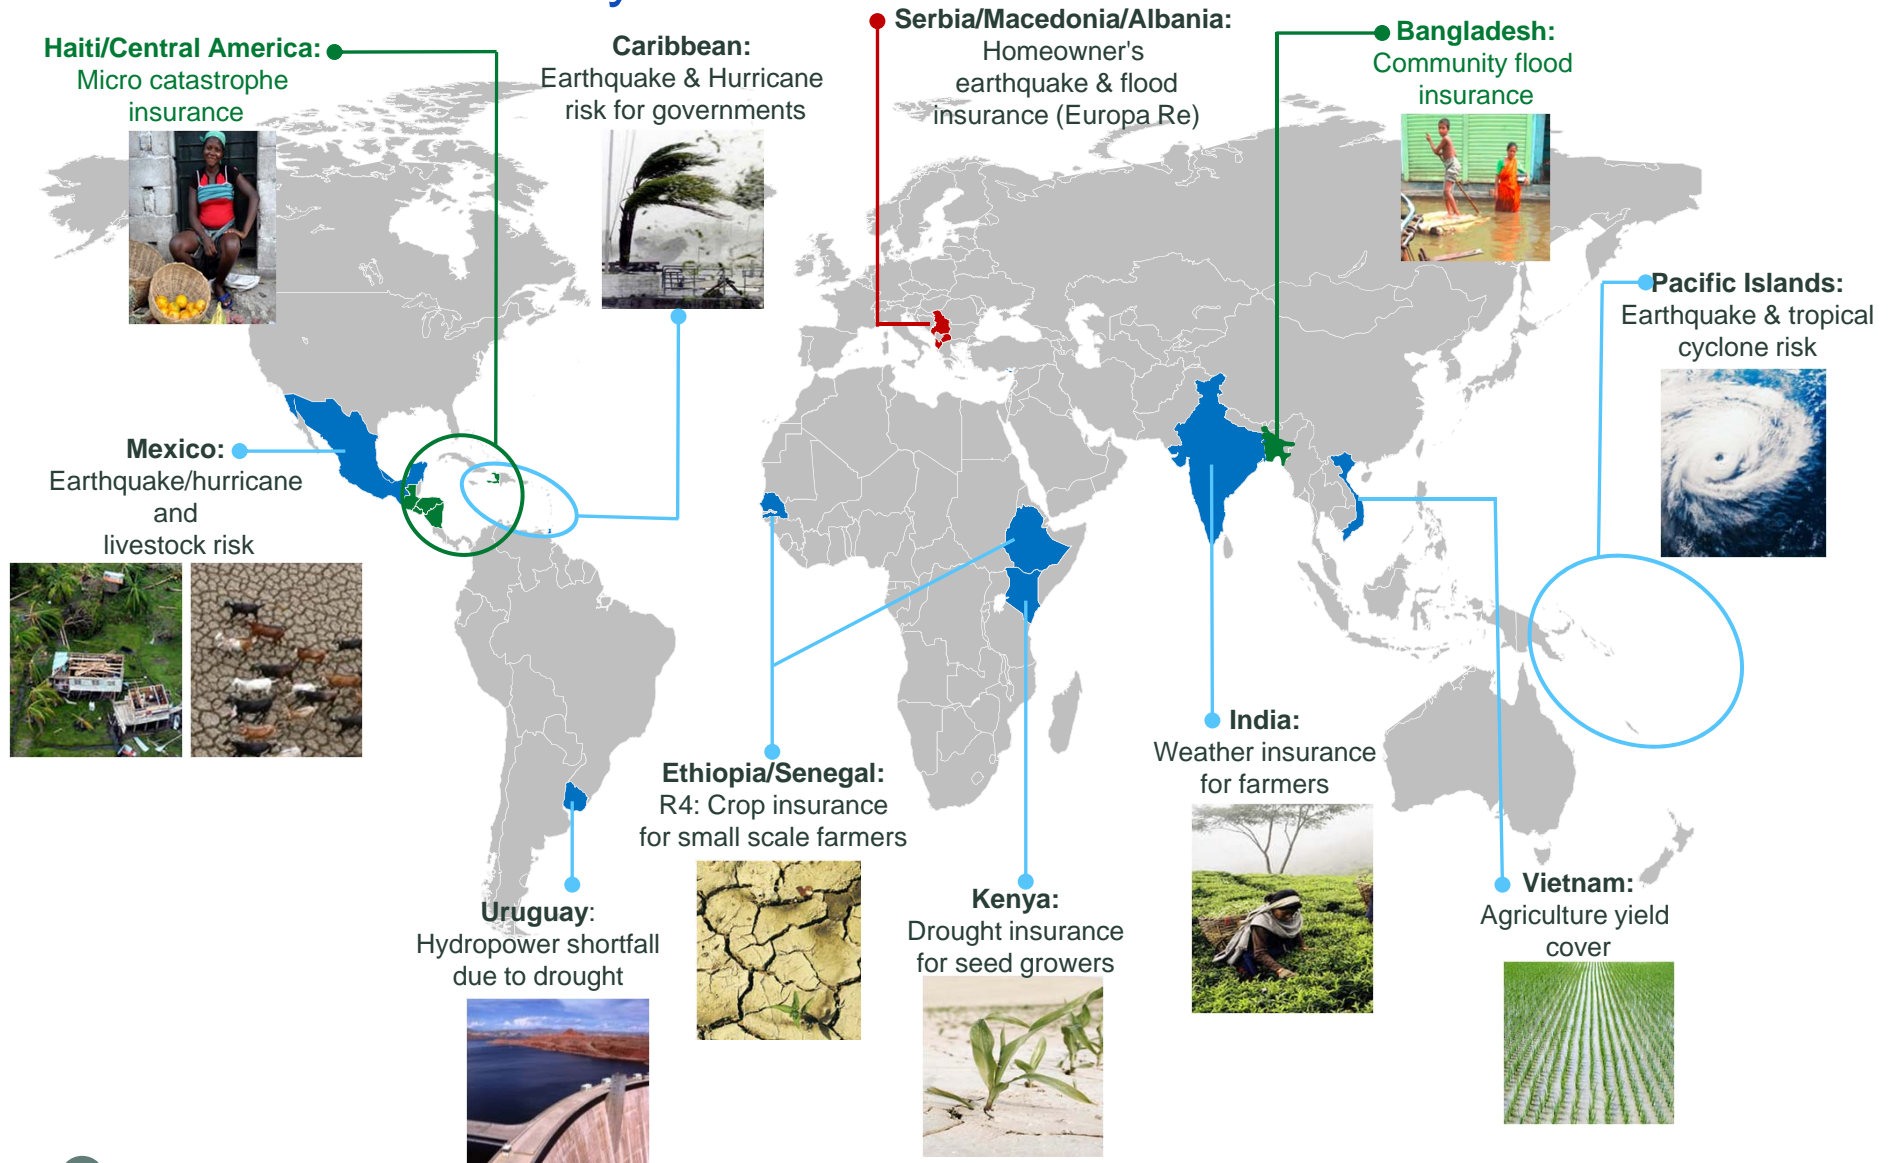 Haiti/Central America:
Micro catastrophe
insurance
Caribbean:
Earthquake & Hurricane
risk for governments
Serbia/Macedonia/Albania:
Homeowner's
earthquake & flood
insurance (Europa Re)
Bangladesh:
Community flood
insurance
Pacific Islands:
Earthquake & tropical
cyclone risk
Mexico:
Earthquake/hurricane
and
livestock risk
Ethiopia/Senegal:
R4: Crop insurance
for small scale farmers
India:
Weather insurance
for farmers
Uruguay:
Hydropower shortfall
due to drought
Kenya:
Drought insurance
for seed growers
Vietnam:
Agriculture yield
cover